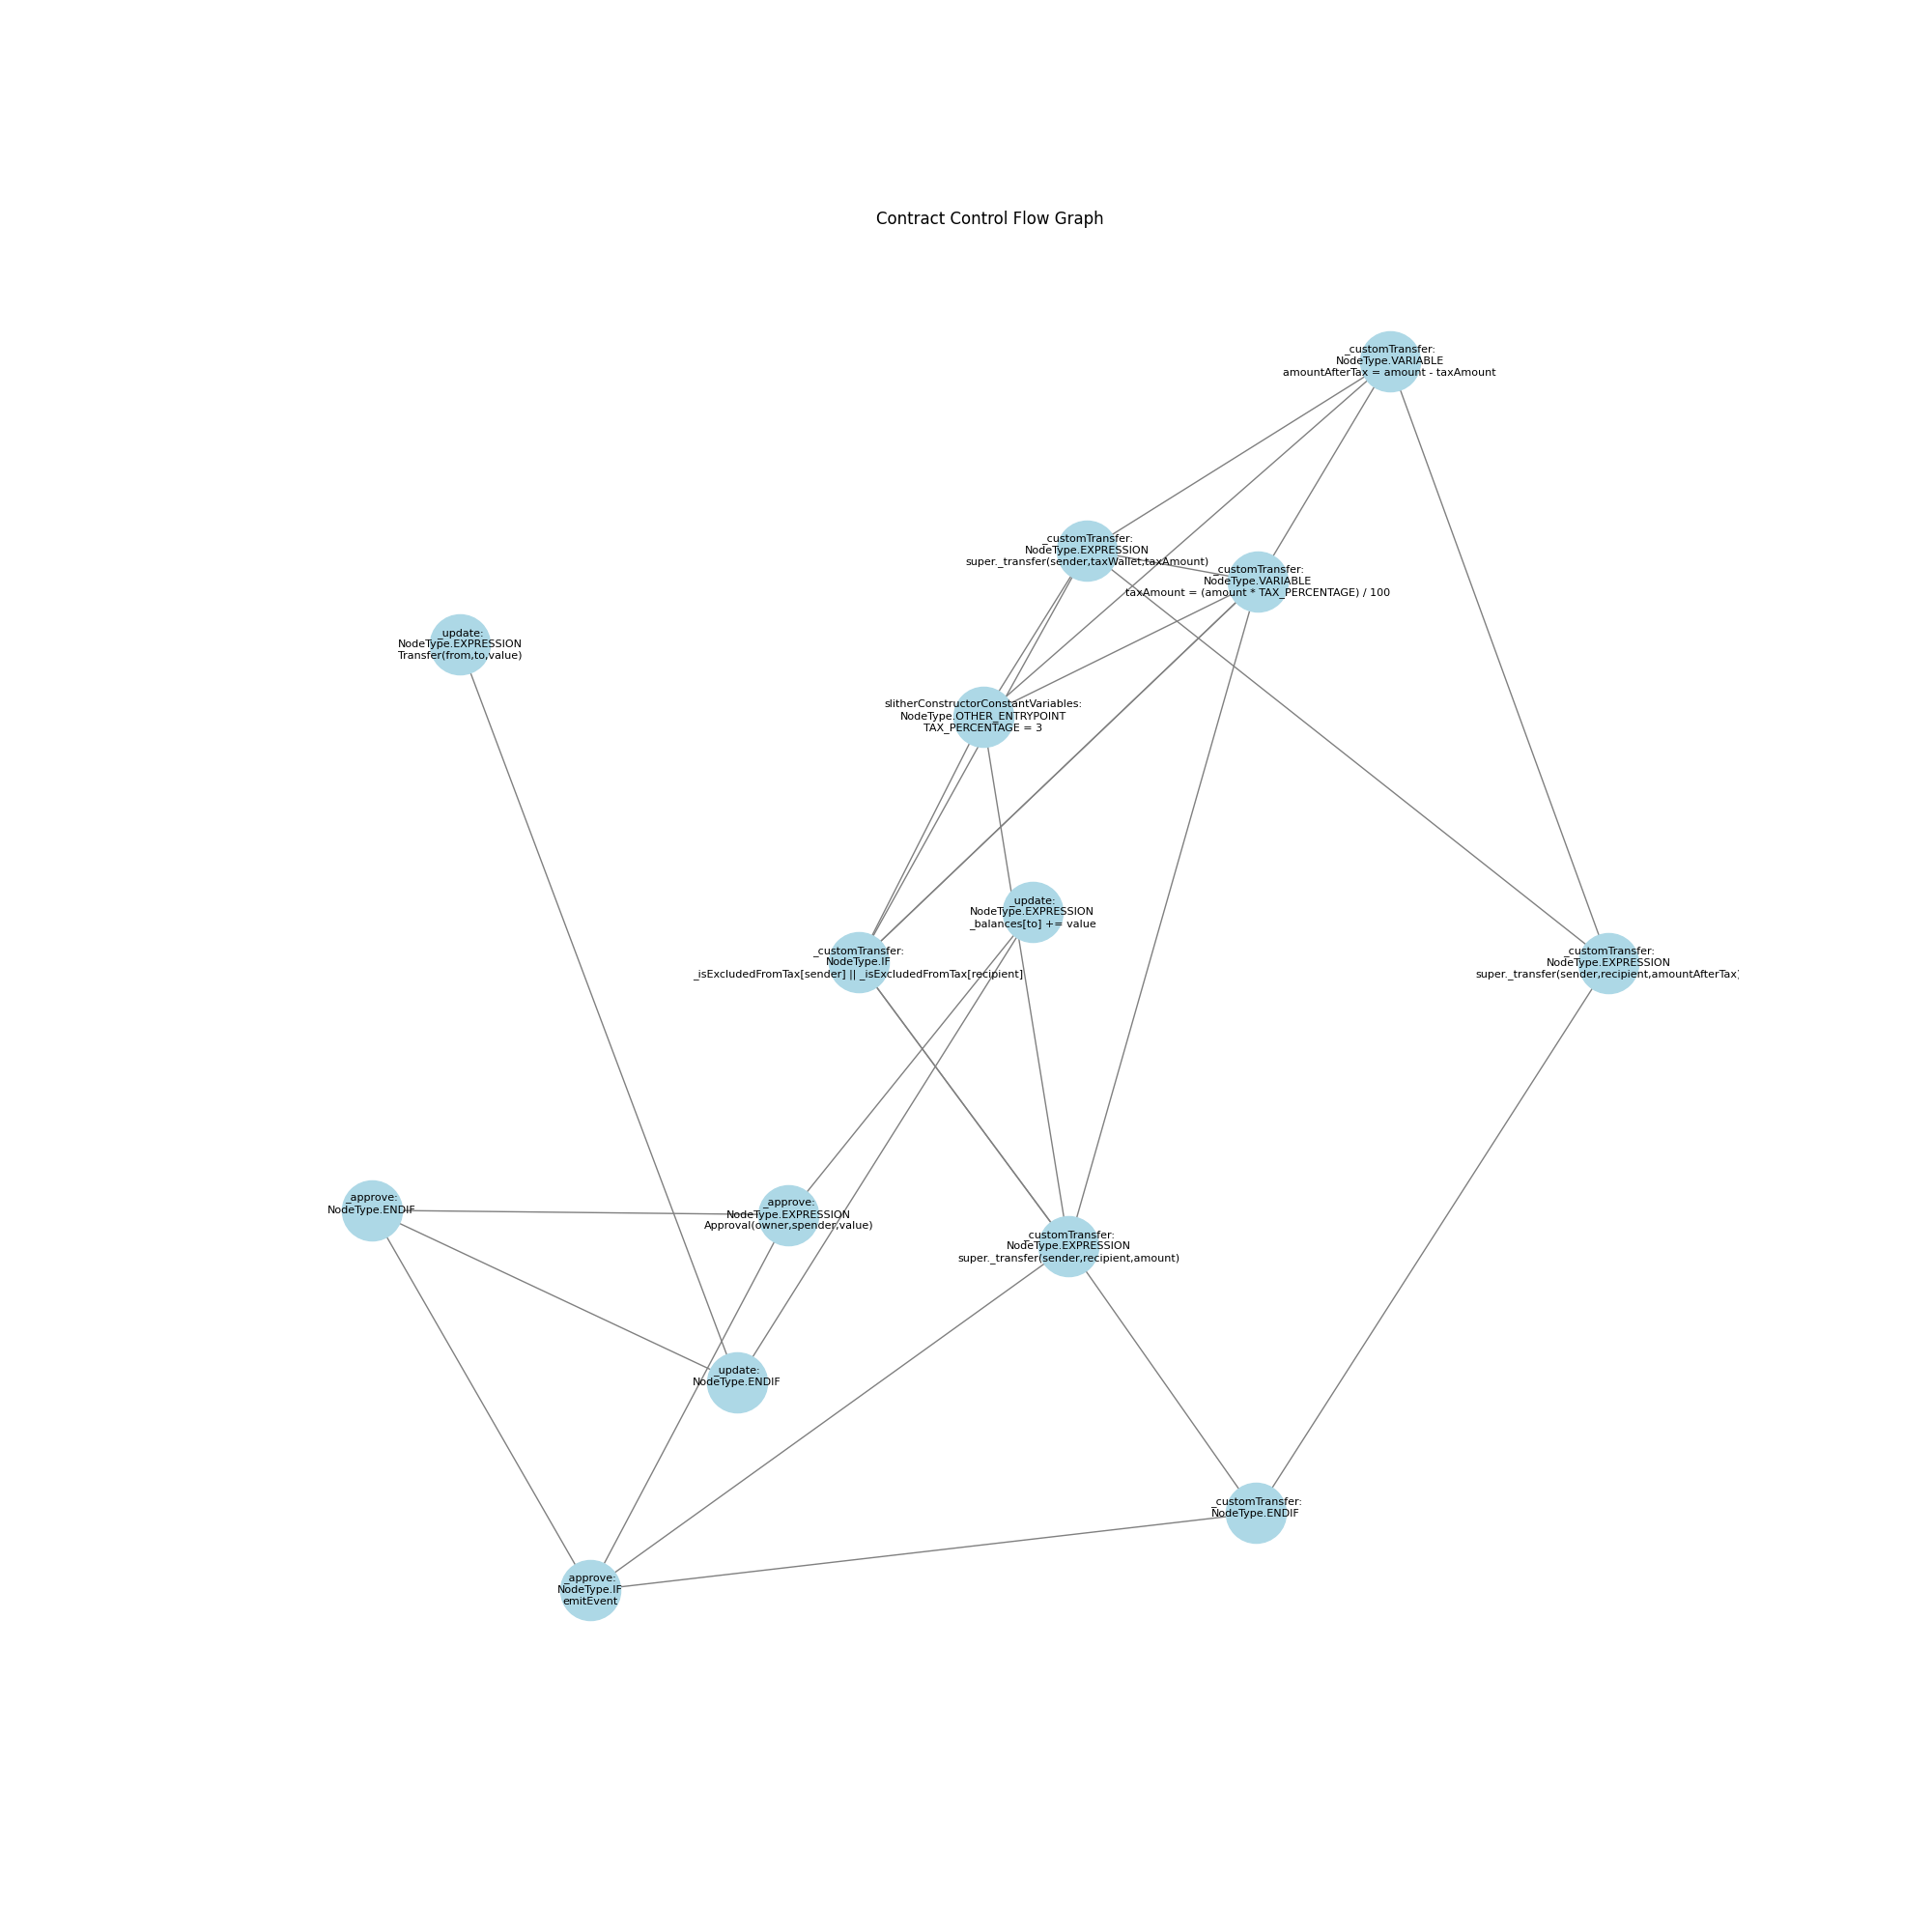 Contract Control Flow Graph
_customTransfer:
NodeType.VARIABLE
amountAfterTax = amount - taxAmount
_customTransfer:
NodeType.EXPRESSION
super._transfer(sender,taxWallet,taxAmount)
_customTransfer:
NodeType.VARIABLE
taxAmount = (amount * TAX_PERCENTAGE) / 100
_update:
NodeType.EXPRESSION
Transfer(from,to,value)
slitherConstructorConstantVariables:
NodeType.OTHER_ENTRYPOINT
TAX_PERCENTAGE = 3
_update:
NodeType.EXPRESSION
_balances[to] += value
_customTransfer:
NodeType.IF
_isExcludedFromTax[sender] || _isExcludedFromTax[recipient]
_customTransfer:
NodeType.EXPRESSION
super._transfer(sender,recipient,amountAfterTax)
_approve:
NodeType.ENDIF
_approve:
NodeType.EXPRESSION
Approval(owner,spender,value)
_customTransfer:
NodeType.EXPRESSION
super._transfer(sender,recipient,amount)
_update:
NodeType.ENDIF
_customTransfer:
NodeType.ENDIF
_approve:
NodeType.IF
emitEvent